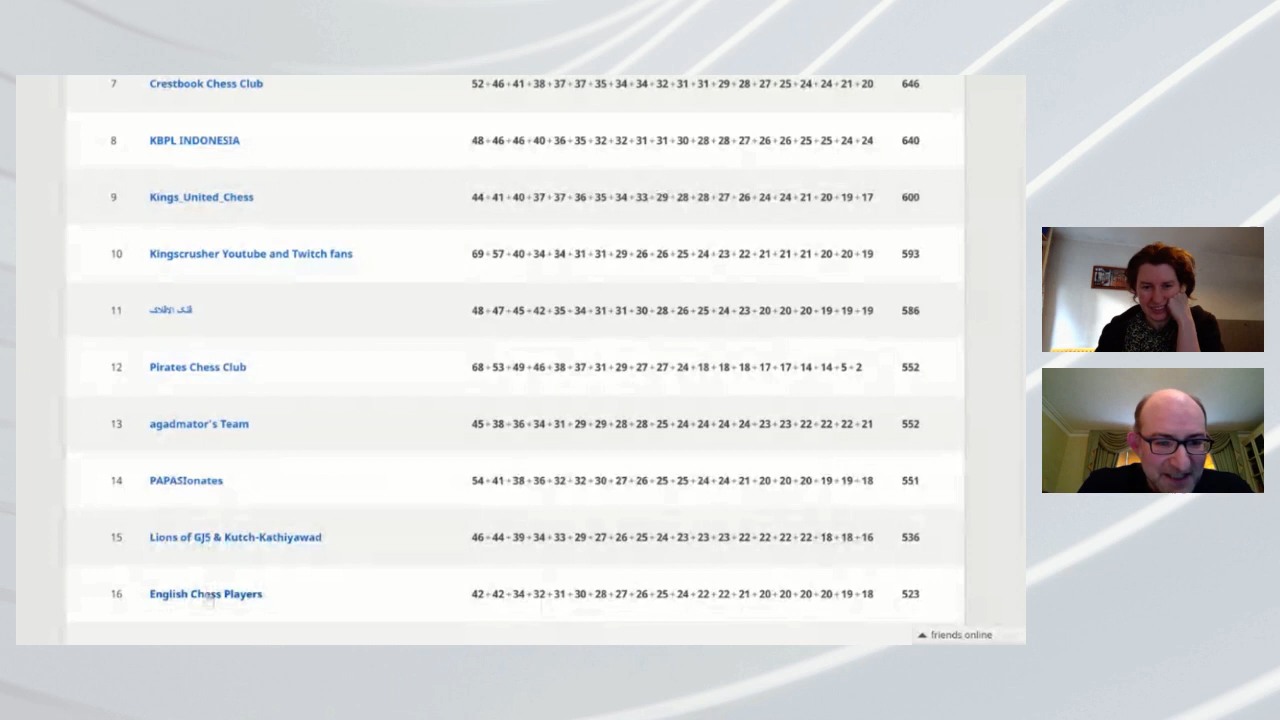 7 Crestbook Chess Club 52+46+41+38+37+37+35+34+34+32+31+31+29+28+27+25+24+24+21+20 646
8 KBPL INDONESIA 48+46+46+40+36+35+32+32+31+31+30+28+28+27+26+26+25+25+24+24 640
9 Kings_United_Chess 44+41+40+37+37+36+35+34+33+29+28+28+27+26+24+24+21+20+19+17 600
10 Kingscrusher Youtube and Twitch fans 69+57+40+34+34+31+31+29+26+26+25+24+23+22+21+21+21+20+20+19 593
11 48+47+45+42+35+34+31+31+30+28+26+25+24+23+20+20+20+19+19+19 586
12 Pirates Chess Club 68+53+49+46+38+37+31+29+27+27+24+18+18+18+17+17+14+14+5+2 552
13 agadmator's Team 45+38+36+34+31+29+29+28+28+25+24+24+24+24+23+23+22+22+22+21 552
14 PAPASIonates 54+41+38+36+32+32+30+27+26+25+25+24+24+21+20+20+20+19+19+18 551
15 Lions of GJ5 & Kutch-Kathiyawad 46+44+39+34+33+29+27+26+25+24+23+23+23+22+22+22+22+18+18+16 536
16 English Chess Players 42+42+34+32+31+30+28+27+26+25+24+22+22+21+20+20+20+20+19+18 523
friends online